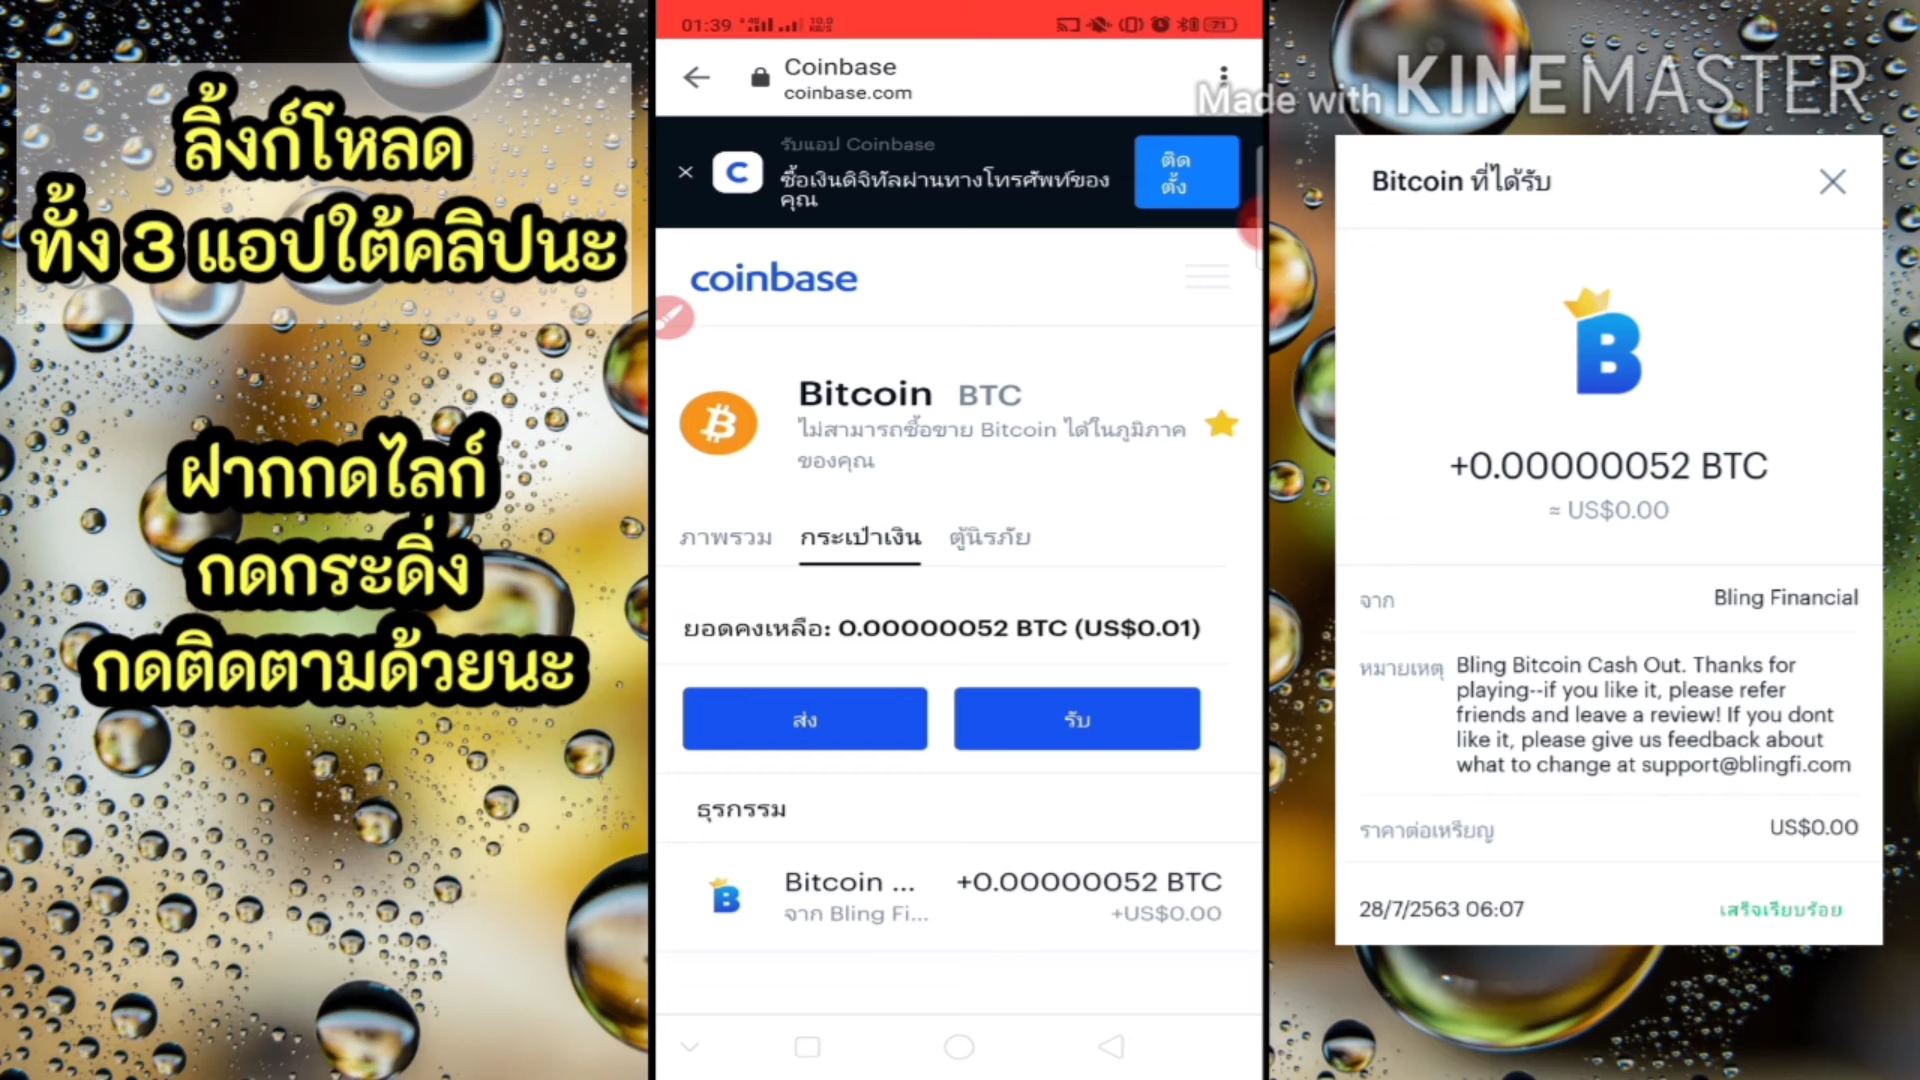 ลิ้งก์โหลด
ทั้ง 3 แอปใต้คลิปนะ
ฝากกดไลก์
กดกระดิ่ง
กดติดตามด้วยนะ
01:39
10.0
KB/S
71
Coinbase
coinbase.com
รับแอป Coinbase
ซื้อเงินดิจิทัลผ่านทางโทรศัพท์ของ
คุณ
ติด
ตั้ง
coinbase
Bitcoin BTC
ไม่สามารถซื้อขาย Bitcoin ได้ในภูมิภาค
ของคุณ
ภาพรวม กระเป๋าเงิน ตู้นิรภัย
ยอดคงเหลือ: 0.00000052 BTC (US$0.01)
ส่ง รับ
ธุรกรรม
Bitcoin ... +0.00000052 BTC
จาก Bling Fi... +US$0.00
Made with KINEMASTER
Bitcoin ที่ได้รับ
+0.00000052 BTC
≈ US$0.00
จาก Bling Financial
หมายเหตุ Bling Bitcoin Cash Out. Thanks for
playing--if you like it, please refer
friends and leave a review! If you dont
like it, please give us feedback about
what to change at support@blingfi.com
ราคาต่อเหรียญ US$0.00
28/7/2563 06:07 เสร็จเรียบร้อย